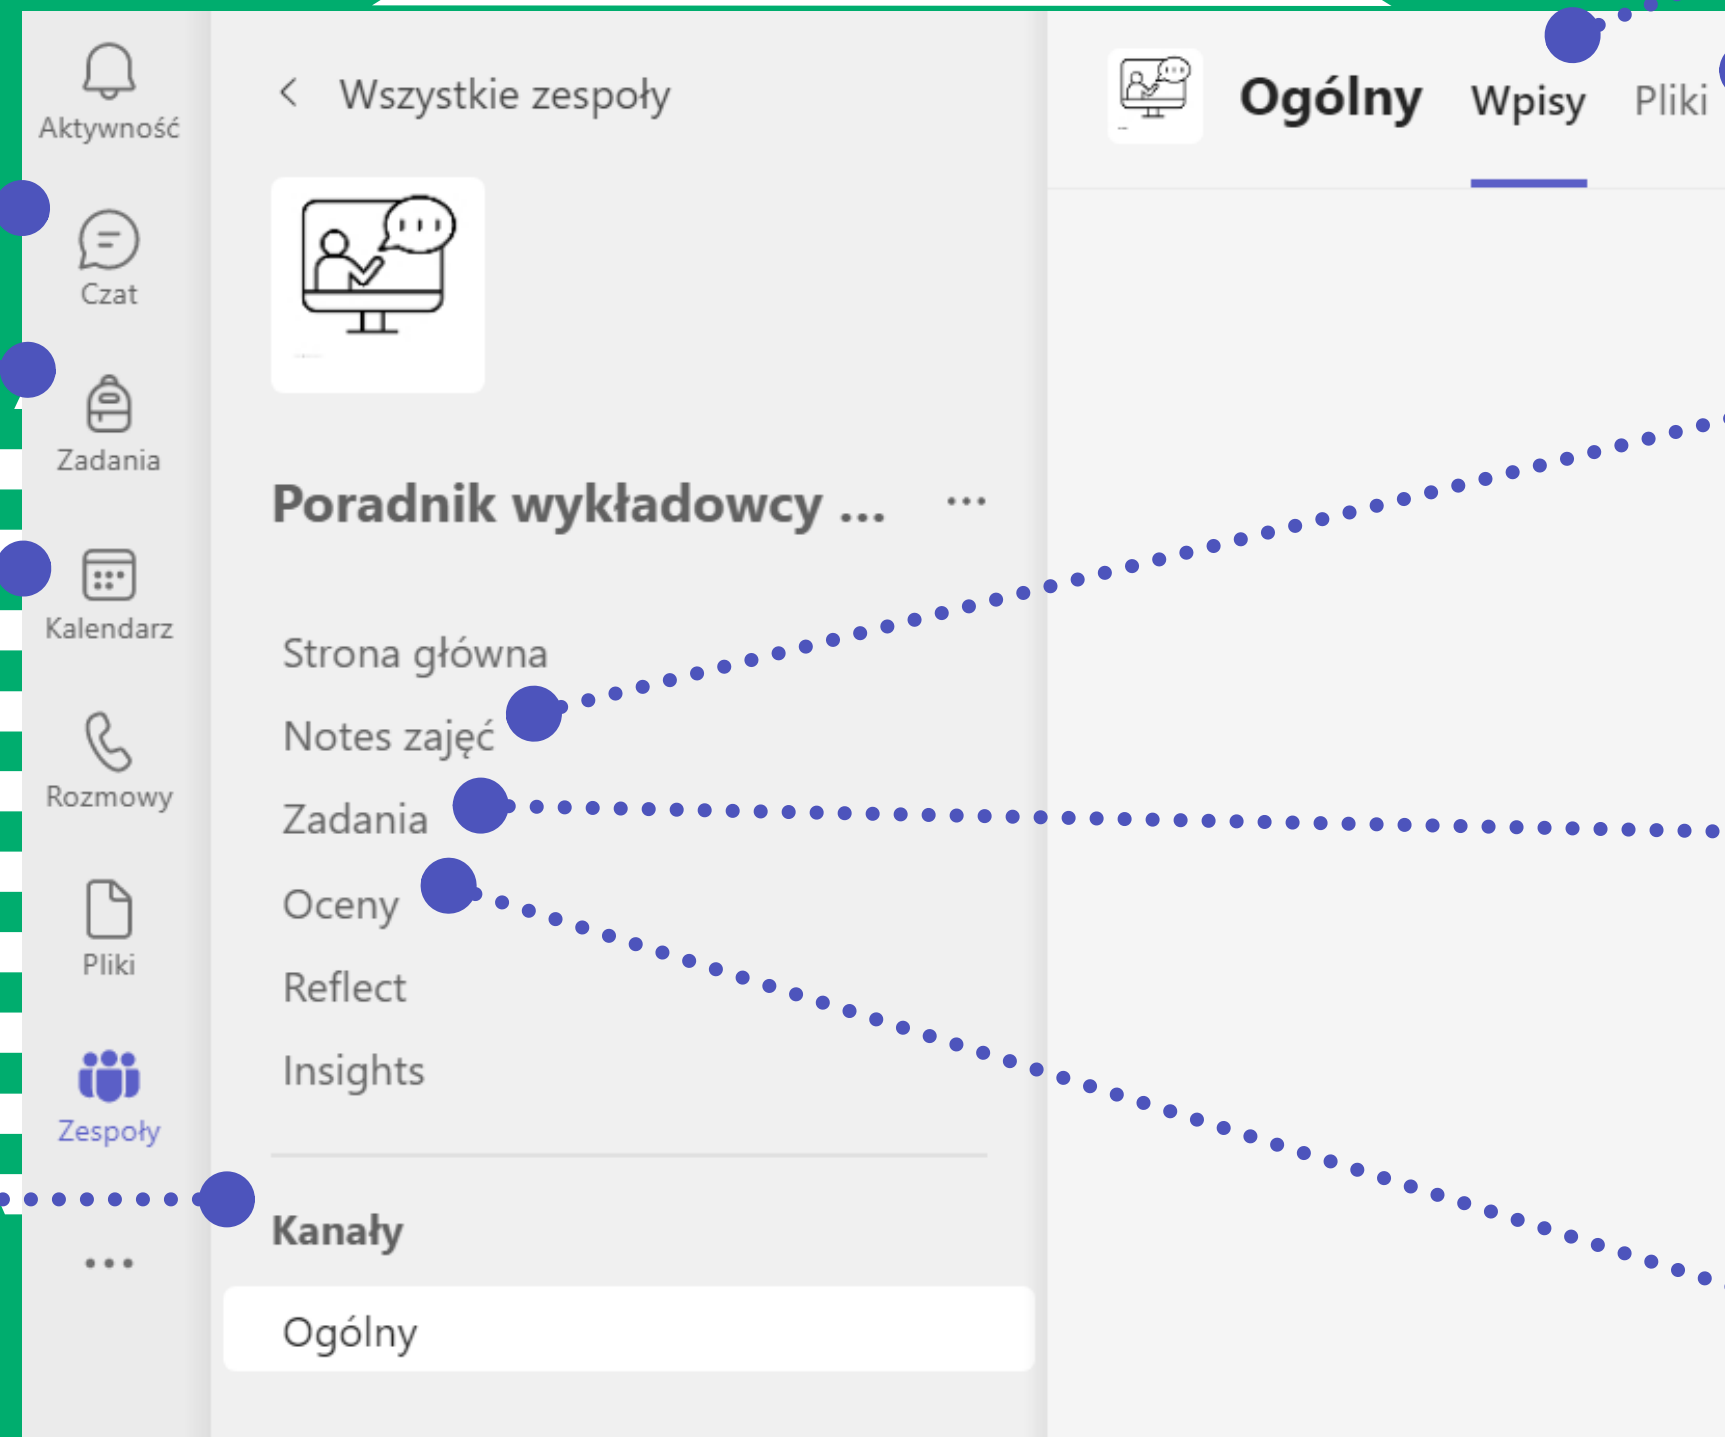 Aktywność
Czat
Zadania
Kalendarz
Rozmowy
Pliki
Zespoły
Wszystkie zespoły
Poradnik wykładowcy ...
Strona główna
Notes zajęć
Zadania
Oceny
Reflect
Insights
Kanały
Ogólny
Ogólny Wpisy Pliki